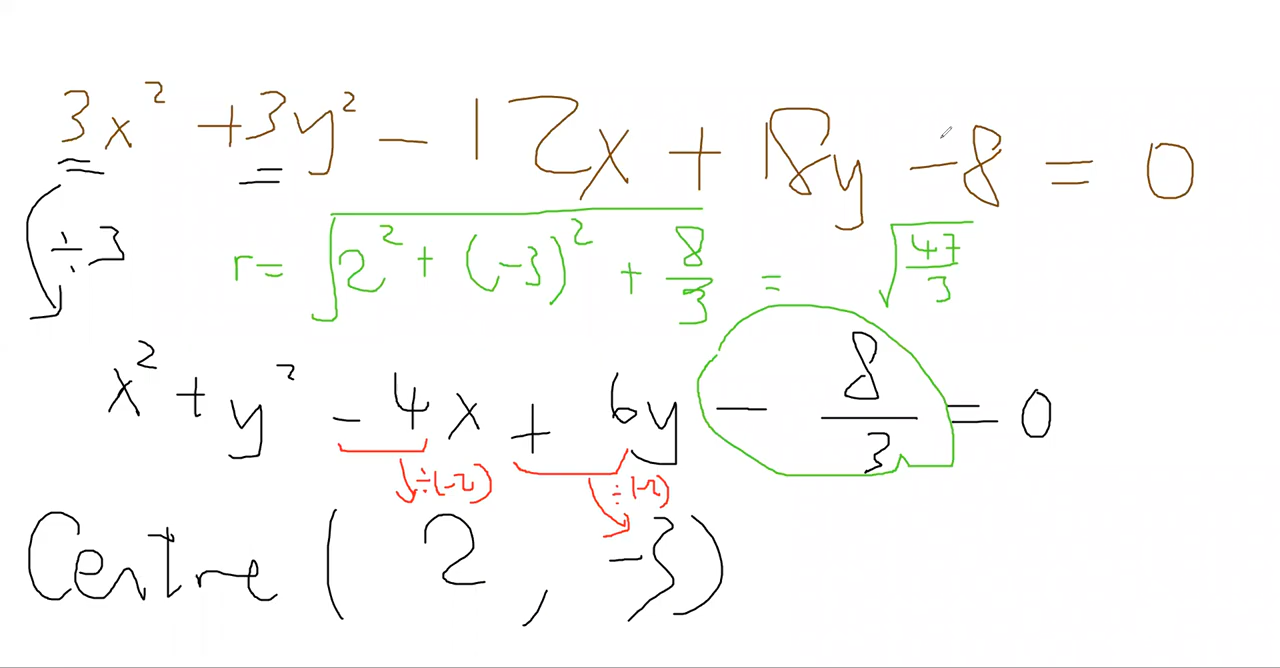 3x² + 3y² - 12x + 18y - 8 = 0
÷3
r = √(2² + (-3)² + 8/3) = √(47/3)
x² + y² - 4x + 6y - 8/3 = 0
÷(-2) ÷(-2)
Centre ( 2 , -3 )